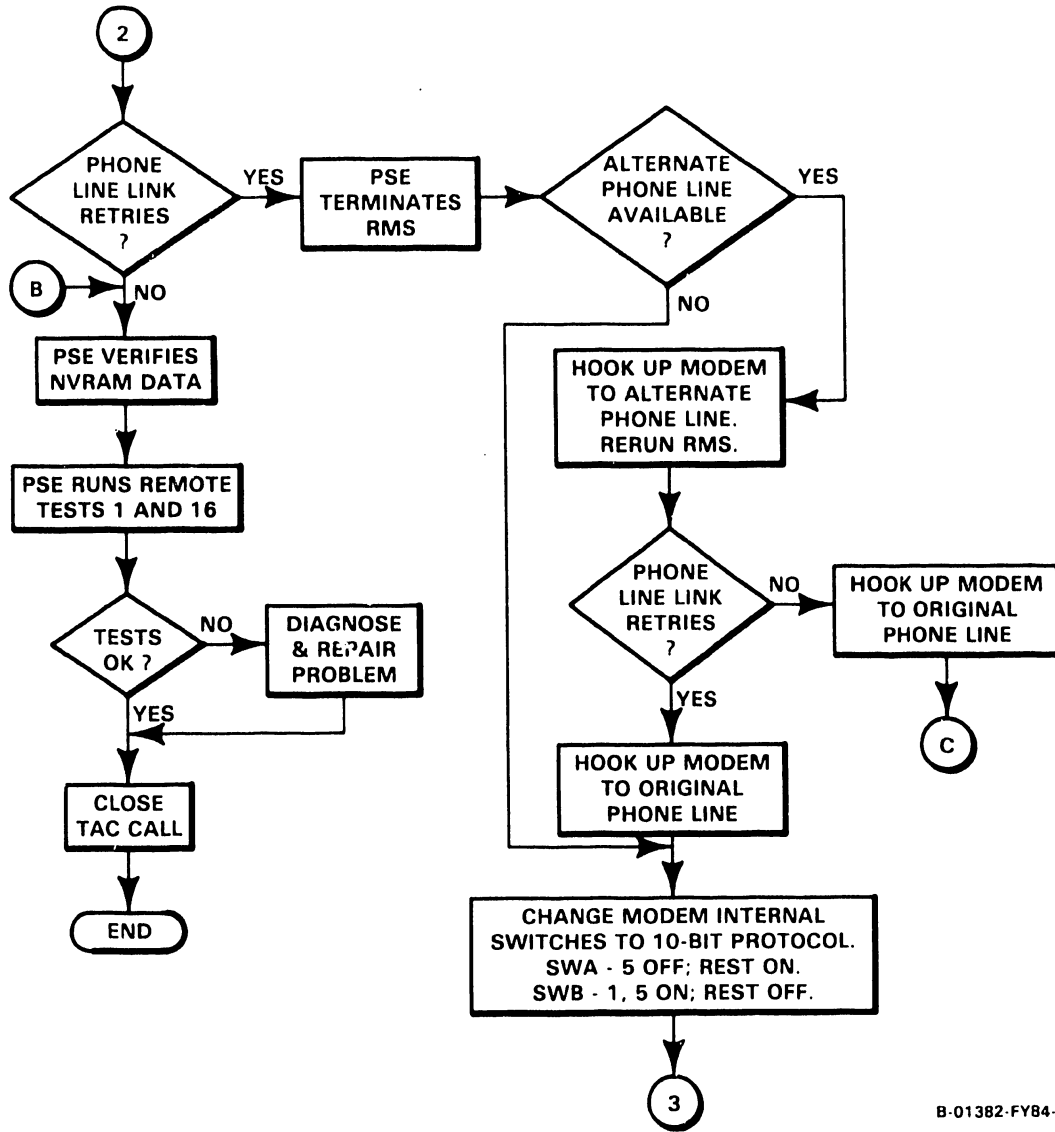 2
PHONE
LINE LINK
RETRIES
?
YES
PSE
TERMINATES
RMS
ALTERNATE
PHONE LINE
AVAILABLE
?
YES
B
NO
NO
PSE VERIFIES
NVRAM DATA
HOOK UP MODEM
TO ALTERNATE
PHONE LINE.
RERUN RMS.
PSE RUNS REMOTE
TESTS 1 AND 16
PHONE
LINE LINK
RETRIES
?
NO
HOOK UP MODEM
TO ORIGINAL
PHONE LINE
TESTS
OK ?
NO
DIAGNOSE
& REPAIR
PROBLEM
YES
YES
C
HOOK UP MODEM
TO ORIGINAL
PHONE LINE
CLOSE
TAC CALL
END
CHANGE MODEM INTERNAL
SWITCHES TO 10-BIT PROTOCOL.
SWA - 5 OFF; REST ON.
SWB - 1, 5 ON; REST OFF.
3
B-01382-FY84-